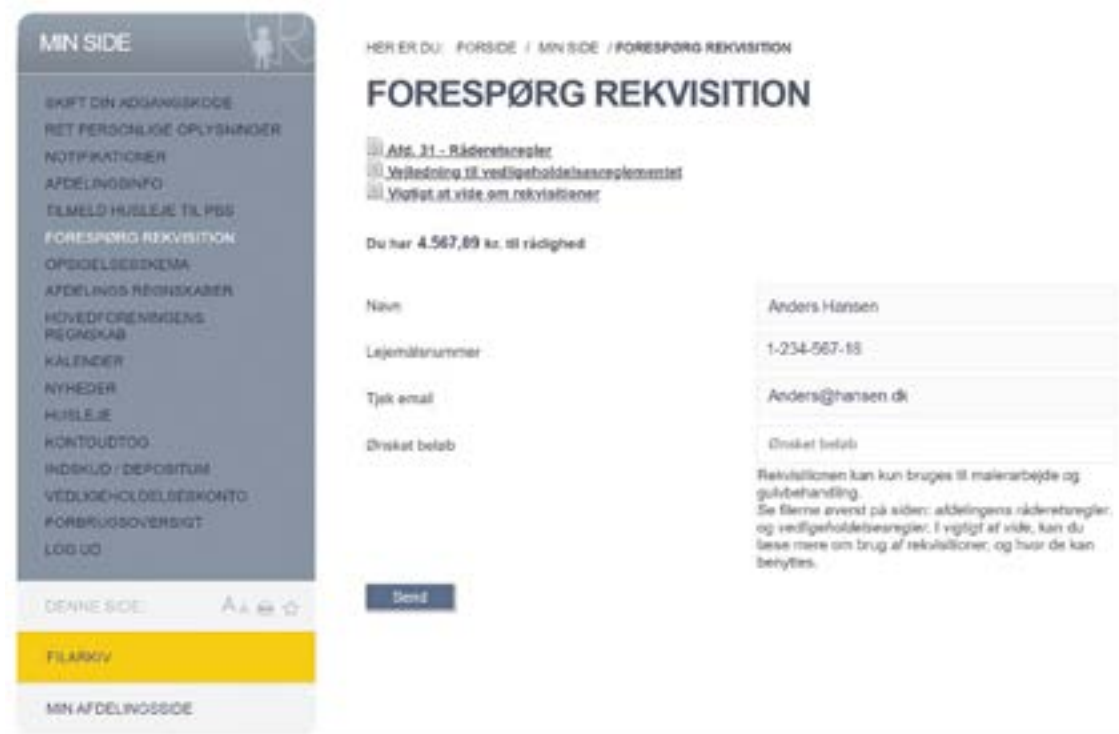 MIN SIDE
SKIFT DIN ADGANGSKODE
RET PERSONLIGE OPLYSNINGER
NOTIFIKATIONER
AFDELINGSINFO
TILMELD HUSLEJE TIL PBS
FORESPØRG REKVISITION
OPSIGELSESSKEMA
AFDELINGS REGNSKABER
HOVEDFORENINGENS
REGNSKAB
KALENDER
NYHEDER
HUSLEJE
KONTOUDTOG
INDSKUD / DEPOSITUM
VEDLIGEHOLDELSESKONTO
FORBRUGSOVERSIGT
LOG UD
DENNE SIDE: A A
FILARKIV
MIN AFDELINGSSIDE
HER ER DU: FORSIDE / MIN SIDE / FORESPØRG REKVISITION
FORESPØRG REKVISITION
Afd. 31 - Råderetsregler
Vejledning til vedligeholdelsesreglementet
Vigtigt at vide om rekvisitioner
Du har 4.567,89 kr. til rådighed
Navn Anders Hansen
Lejemålsnummer 1-234-567-18
Tjek email Anders@hansen.dk
Ønsket beløb Ønsket beløb
Rekvisitionen kan kun bruges til malerarbejde og
gulvbehandling.
Se filerne øverst på siden: afdelingens råderetsregler,
og vedligeholdelsesregler. I vigtigt at vide, kan du
læse mere om brug af rekvisitioner, og hvor de kan
benyttes.
Send